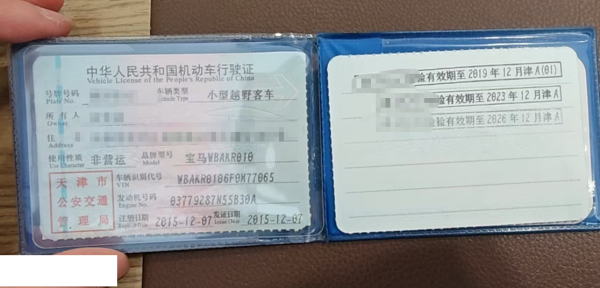 中华人民共和国机动车行驶证
Vehicle License of the People's Republic of China
号牌号码
Plate No.
车辆类型
Vehicle Type
小型越野客车
所有人
Owner
住
Address
使用性质
Use Character
非营运
品牌型号
Model
宝马WBAKR010
天津市
公安交通
管理局
车辆识别代号
VIN
WBAKR0106F0K77065
发动机号码
Engine No.
03779287N55B30A
注册日期
Register Date
2015-12-07
发证日期
Issue Date
2015-12-07
验有效期至2019年12月津A(01)
验有效期至2023年12月津A
验有效期至2026年12月津A